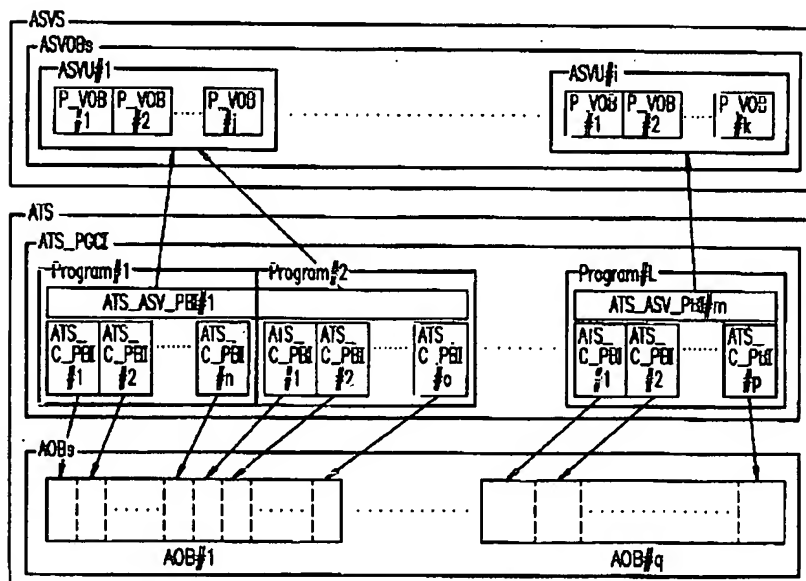 ASVS
ASVOBs
ASVU#1
ASVU#i
P_VOB #1
P_VOB #2
P_VOB #j
P_VOB #1
P_VOB #2
P_VOB #k
ATS
ATS_PGCI
Program#1
Program#2
Program#L
ATS_ASV_PBI#1
ATS_ASV_PBI#m
ATS_ C_PBI #1
ATS_ C_PBI #2
ATS_ C_PBI #n
ATS_ C_PBI #1
ATS_ C_PBI #2
ATS_ C_PBI #o
ATS_ C_PBI #1
ATS_ C_PBI #2
ATS_ C_PBI #p
AOBs
AOB#1
AOB#q